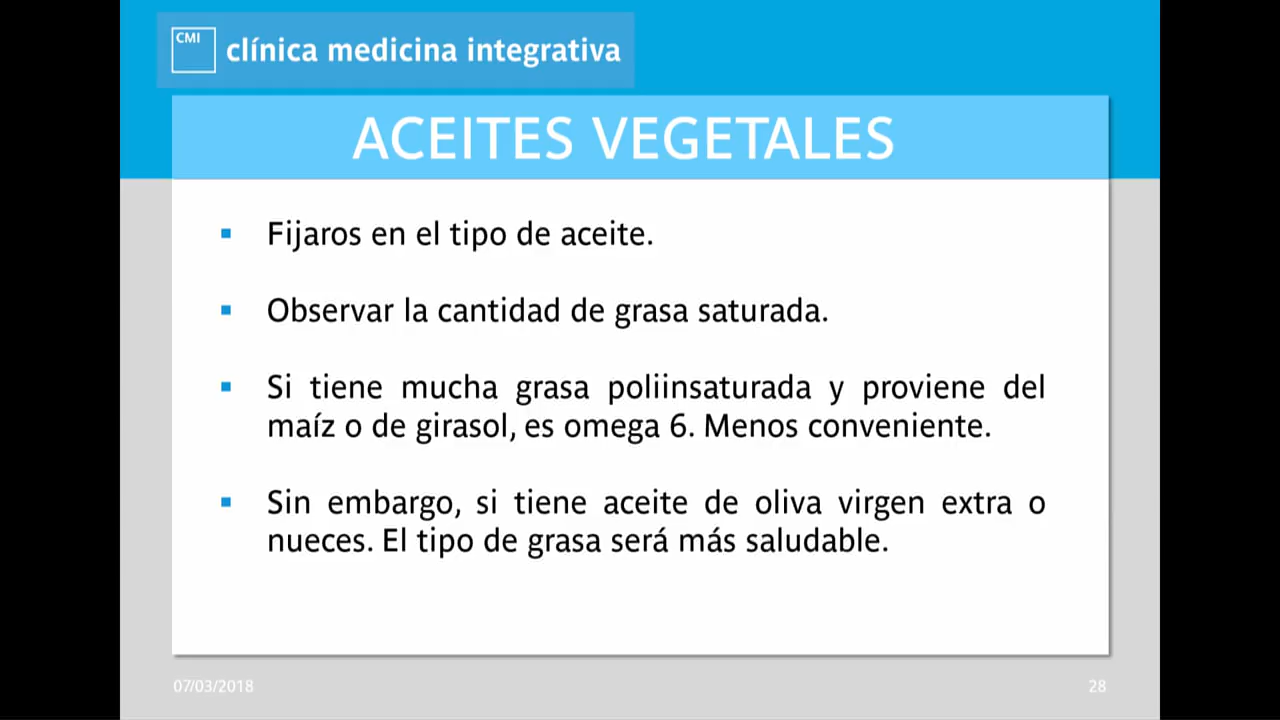 CMI
clínica medicina integrativa
ACEITES VEGETALES
▪ Fijaros en el tipo de aceite.
▪ Observar la cantidad de grasa saturada.
▪ Si tiene mucha grasa poliinsaturada y proviene del
maíz o de girasol, es omega 6. Menos conveniente.
▪ Sin embargo, si tiene aceite de oliva virgen extra o
nueces. El tipo de grasa será más saludable.
07/03/2018
28